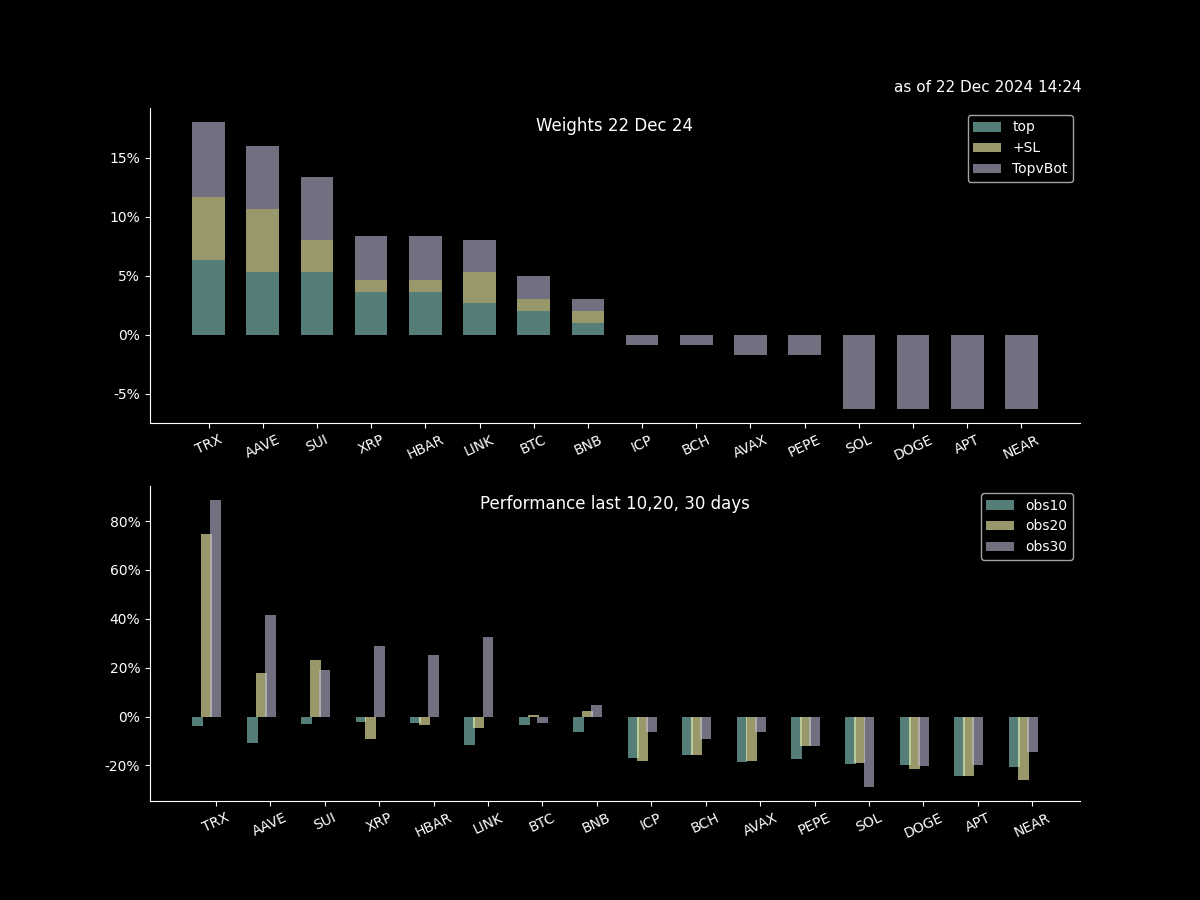 as of 22 Dec 2024 14:24
Weights 22 Dec 24
top
+SL
TopvBot
15%
10%
5%
0%
-5%
TRX AAVE SUI XRP HBAR LINK BTC BNB ICP BCH AVAX PEPE SOL DOGE APT NEAR
Performance last 10,20, 30 days
obs10
obs20
obs30
80%
60%
40%
20%
0%
-20%
TRX AAVE SUI XRP HBAR LINK BTC BNB ICP BCH AVAX PEPE SOL DOGE APT NEAR